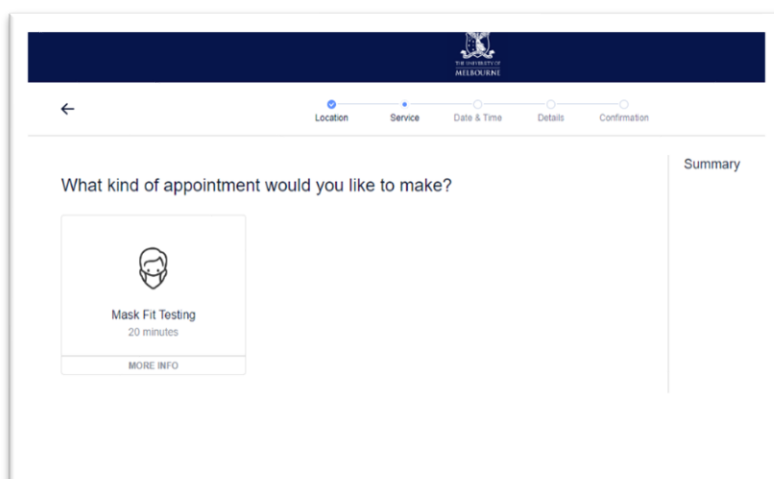 THE UNIVERSITY OF
MELBOURNE
Location Service Date & Time Details Confirmation
Summary
What kind of appointment would you like to make?
Mask Fit Testing
20 minutes
MORE INFO